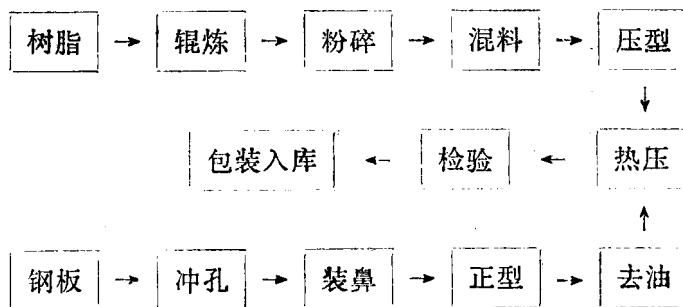 树脂 → 辊炼 → 粉碎 → 混料 → 压型
包装入库 ← 检验 ← 热压
钢板 → 冲孔 → 装鼻 → 正型 → 去油